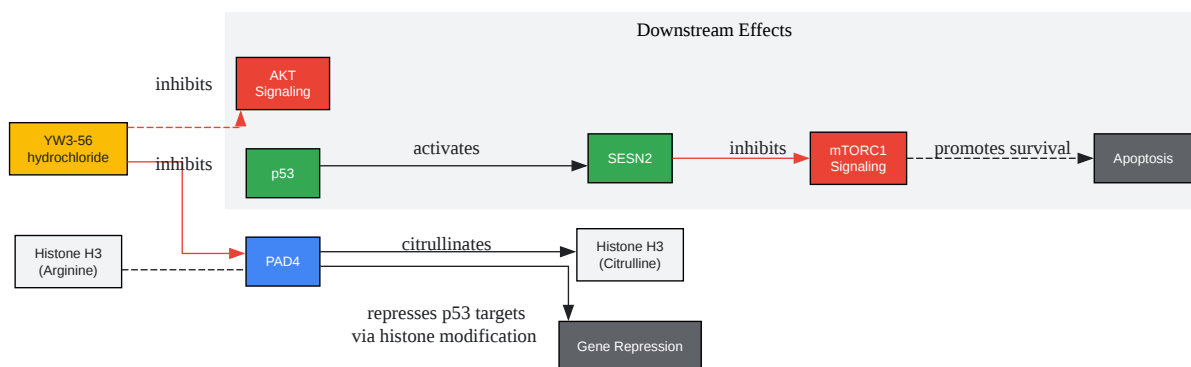 Downstream Effects
inhibits
AKT
Signaling
YW3-56
hydrochloride
inhibits
p53
activates
SESN2
inhibits
mTORC1
Signaling
promotes survival
Apoptosis
Histone H3
(Arginine)
PAD4
citrullinates
Histone H3
(Citrulline)
represses p53 targets
via histone modification
Gene Repression